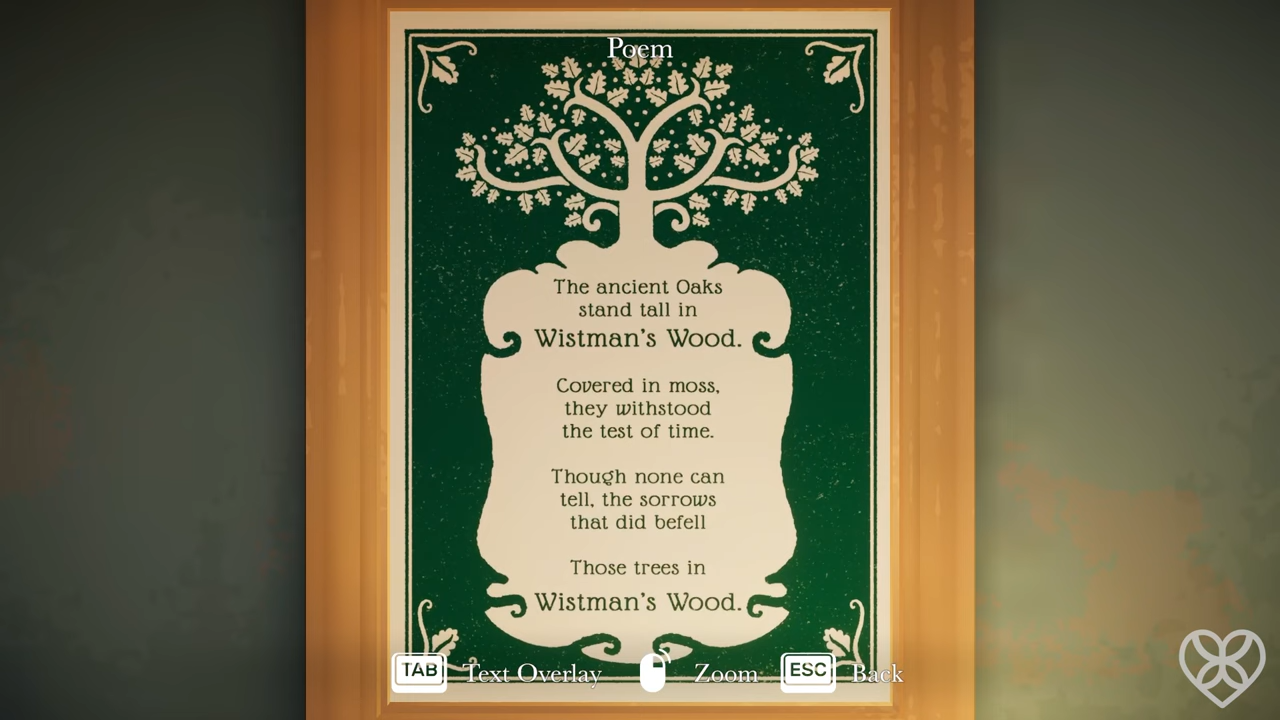 Poem
The ancient Oaks
stand tall in
Wistman's Wood.
Covered in moss,
they withstood
the test of time.
Though none can
tell, the sorrows
that did befell
Those trees in
Wistman's Wood.
TAB Text Overlay Zoom ESC Back